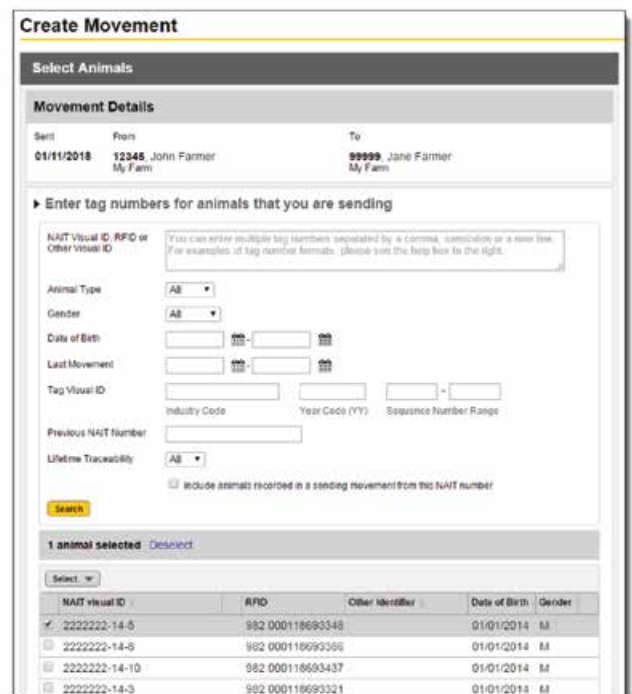 Create Movement
Select Animals
Movement Details
Sent From To
01/11/2018 12345, John Farmer 99999, Jane Farmer
My Farm My Farm
Enter tag numbers for animals that you are sending
NAIT Visual ID, RFID or You can enter multiple tag numbers separated by a comma, semicolon or a new line.
Other Visual ID For examples of tag number formats, please see the help box to the right.
Animal Type All
Gender All
Date of Birth -
Last Movement -
Tag Visual ID -
Industry Code Year Code (YY) Sequence Number Range
Previous NAIT Number
Lifetime Traceability All
Include animals recorded in a sending movement from this NAIT number
Search
1 animal selected Deselect
Select
NAIT visual ID RFID Other Identifier Date of Birth Gender
2222222-14-5 982 000118693348 01/01/2014 M
2222222-14-8 982 000118693366 01/01/2014 M
2222222-14-10 982 000118693437 01/01/2014 M
2222222-14-3 982 000118693321 01/01/2014 M